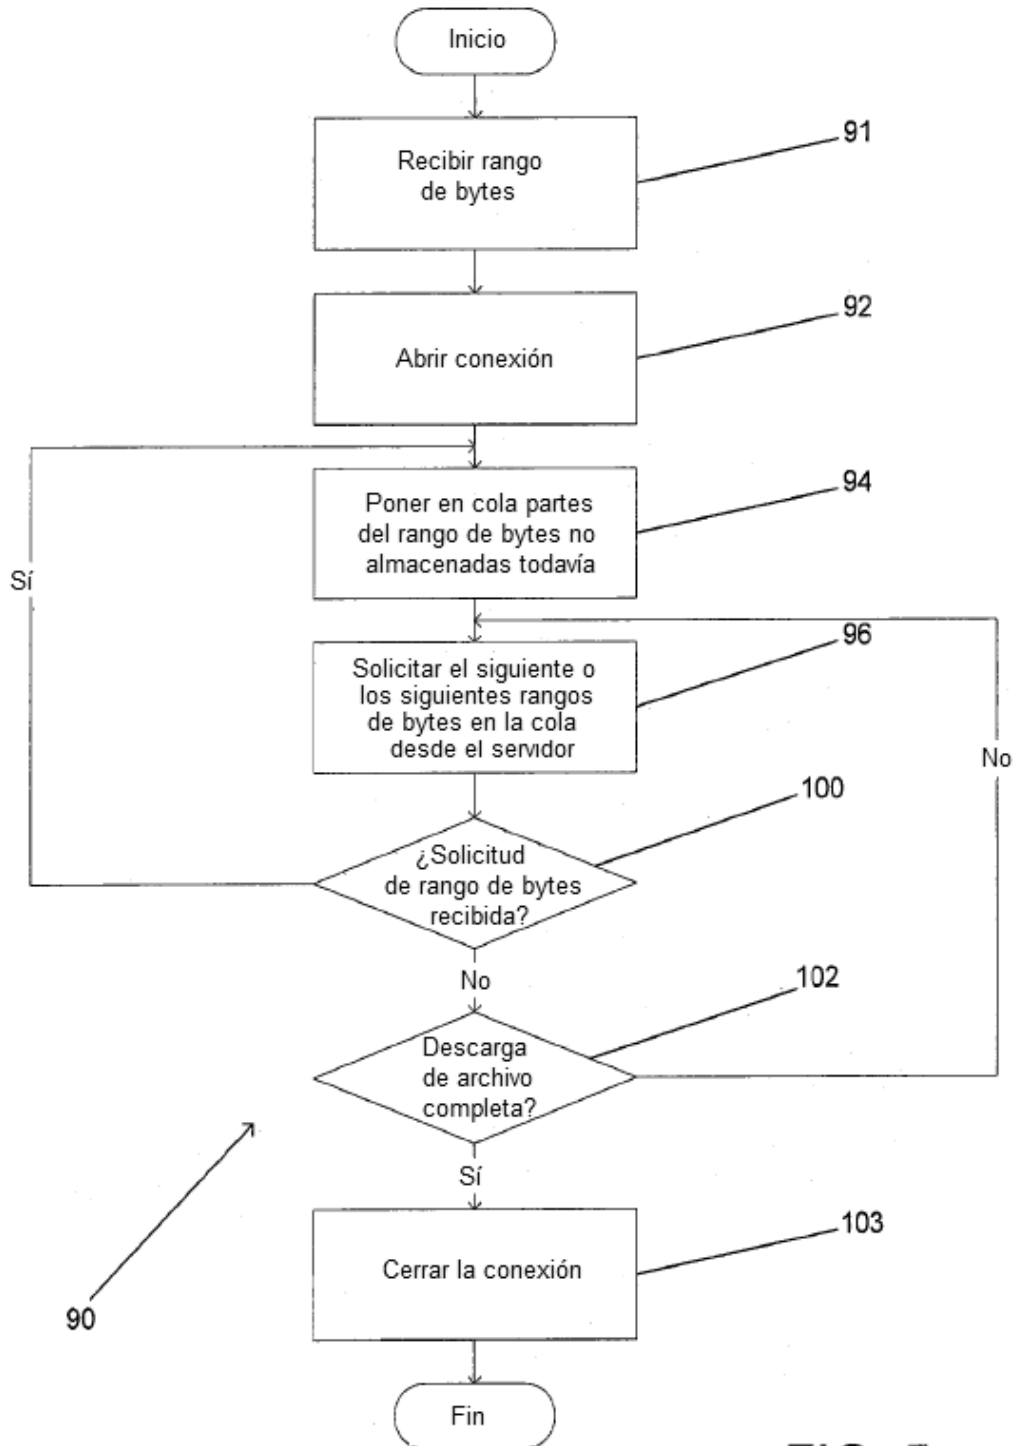 Inicio
Recibir rango
de bytes
91
Abrir conexión
92
Poner en cola partes
del rango de bytes no
almacenadas todavía
94
Sí
Solicitar el siguiente o
los siguientes rangos
de bytes en la cola
desde el servidor
96
No
¿Solicitud
de rango de bytes
recibida?
100
No
Descarga
de archivo
completa?
102
Sí
Cerrar la conexión
103
90
Fin